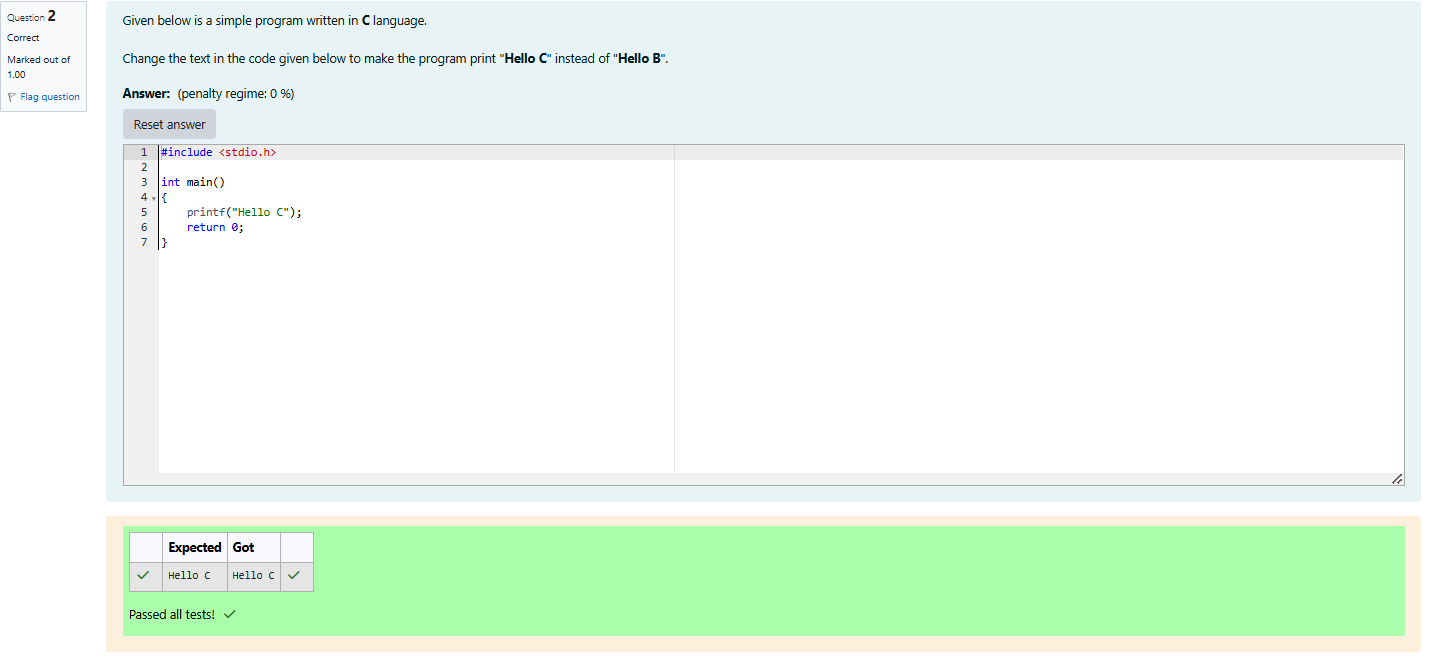 Question 2
Correct
Marked out of
1.00
Flag question
Given below is a simple program written in C language.
Change the text in the code given below to make the program print "Hello C" instead of "Hello B".
Answer: (penalty regime: 0 %)
Reset answer
1 #include <stdio.h>
2
3 int main()
4 {
5     printf("Hello C");
6     return 0;
7 }
Expected Got
Hello C Hello C
Passed all tests!